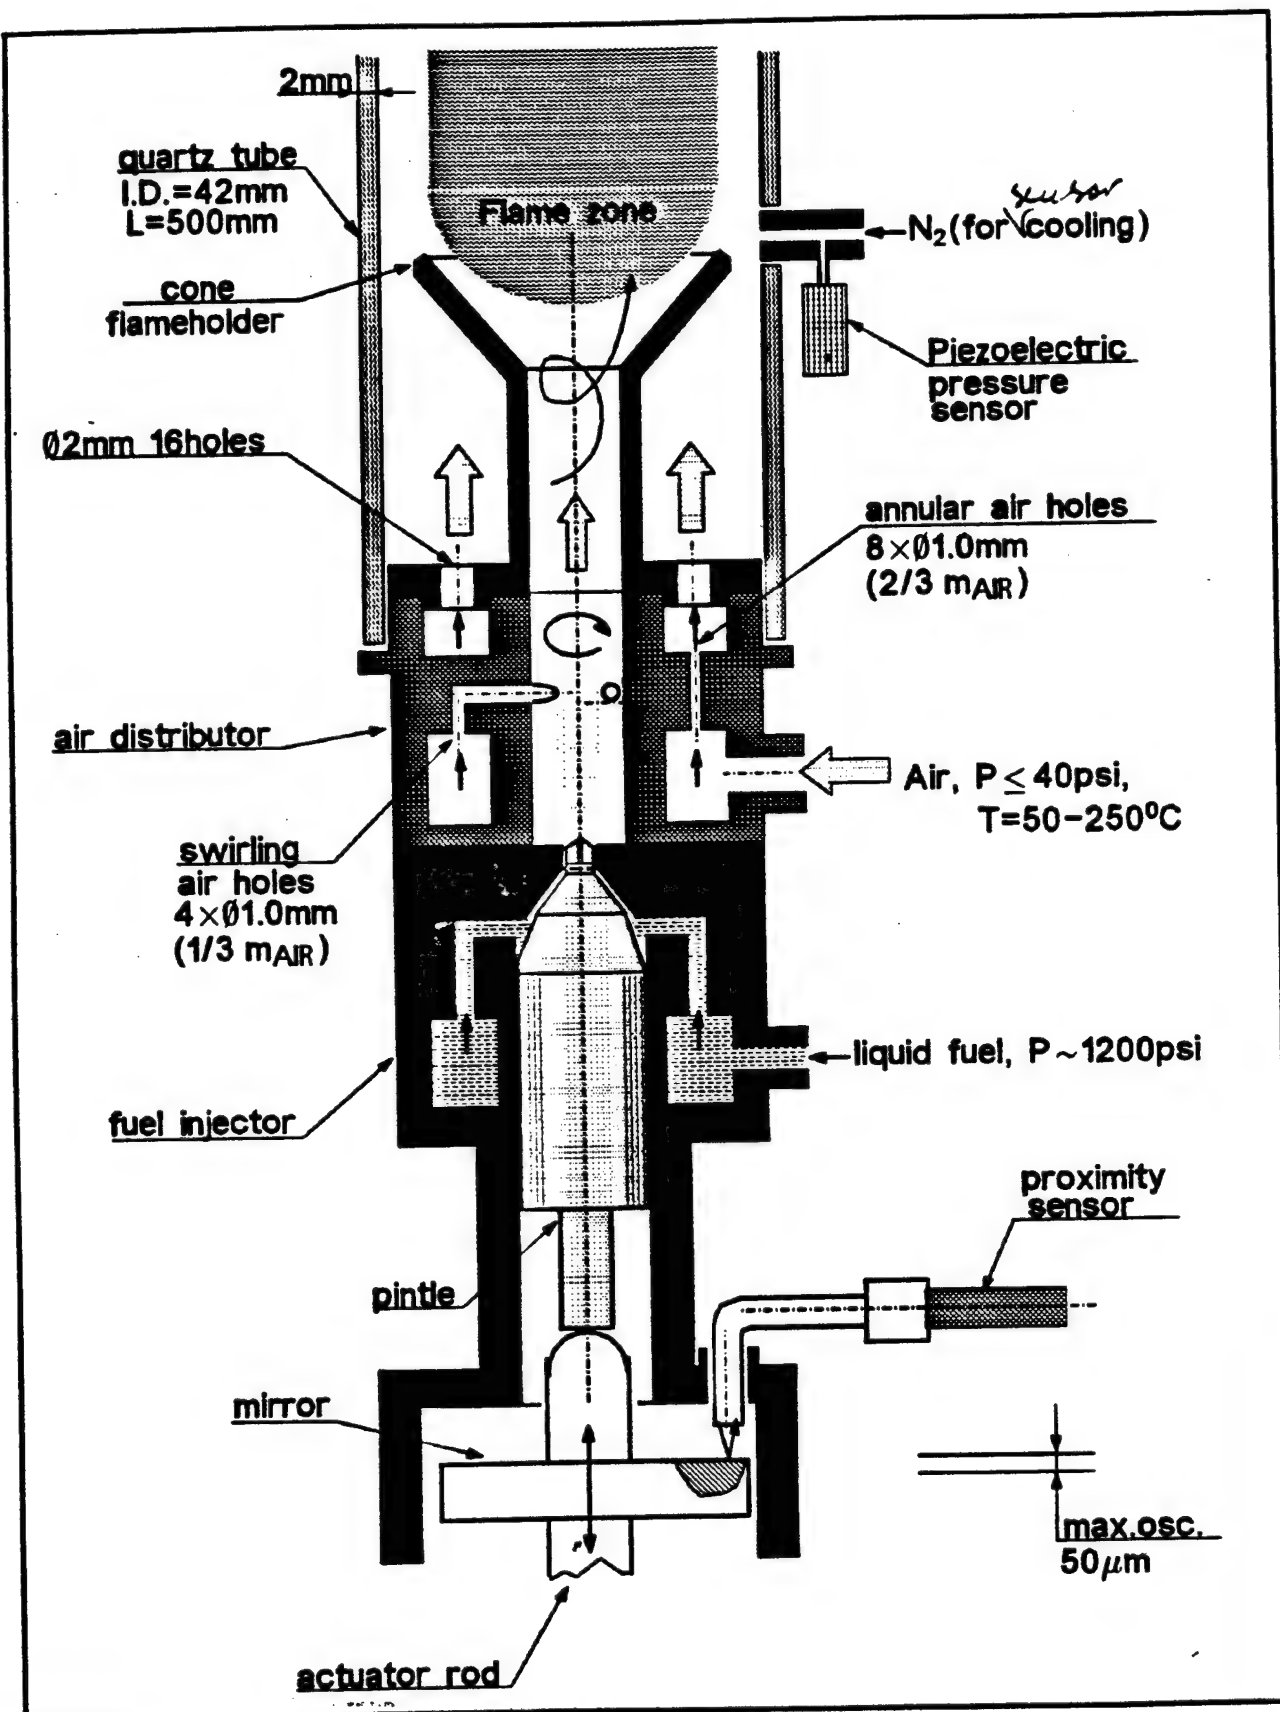 2mm
quartz tube
I.D.=42mm
L=500mm
Flame zone
sensor
N₂(for √cooling)
cone
flameholder
Piezoelectric
pressure
sensor
Ø2mm 16holes
annular air holes
8×Ø1.0mm
(2/3 mAIR)
air distributor
Air, P ≤ 40psi,
T=50-250⁰C
swirling
air holes
4×Ø1.0mm
(1/3 mAIR)
liquid fuel, P~1200psi
fuel injector
proximity
sensor
pintle
mirror
max.osc.
50μm
actuator rod